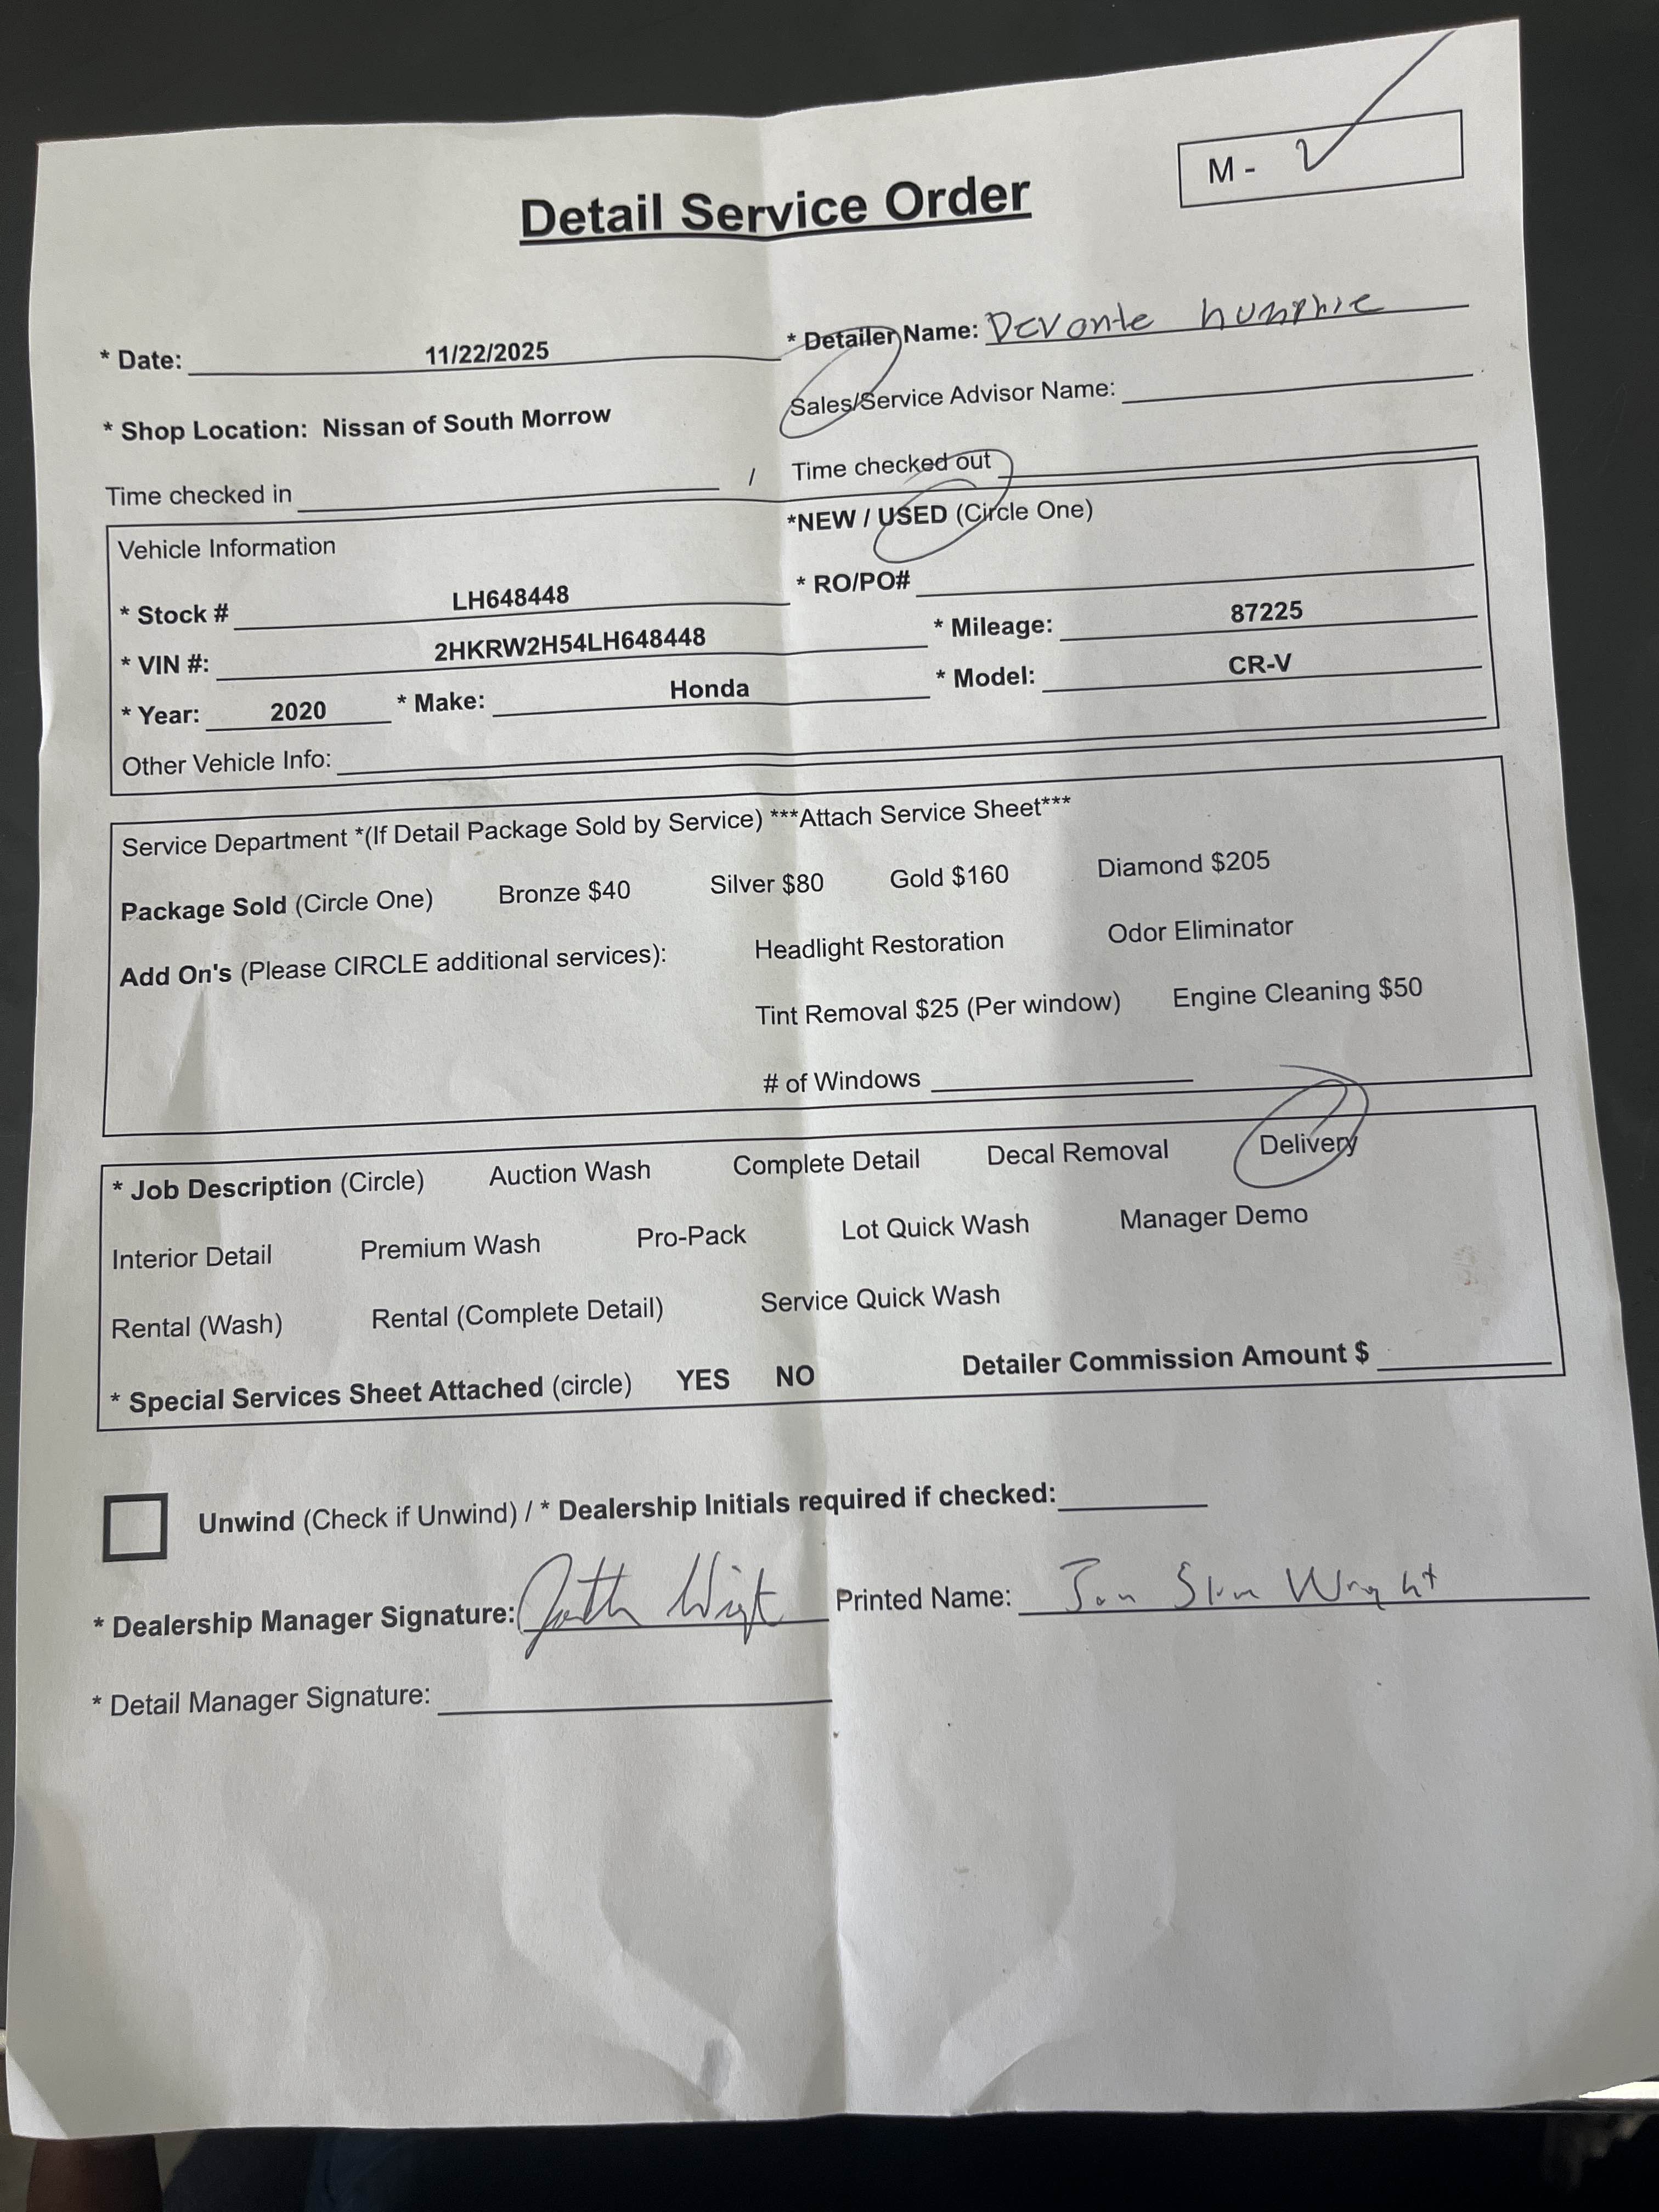 M -
Detail Service Order
* Date: 11/22/2025
* Detailer Name: Devonte humphrie
* Shop Location: Nissan of South Morrow
Sales/Service Advisor Name:
Time checked in / Time checked out
Vehicle Information
*NEW / USED (Circle One)
* Stock # LH648448
* RO/PO#
* VIN #: 2HKRW2H54LH648448
* Mileage: 87225
* Year: 2020 * Make: Honda
* Model: CR-V
Other Vehicle Info:
Service Department *(If Detail Package Sold by Service) ***Attach Service Sheet***
Package Sold (Circle One) Bronze $40 Silver $80 Gold $160 Diamond $205
Add On's (Please CIRCLE additional services): Headlight Restoration Odor Eliminator
Tint Removal $25 (Per window) Engine Cleaning $50
# of Windows
* Job Description (Circle) Auction Wash Complete Detail Decal Removal Delivery
Interior Detail Premium Wash Pro-Pack Lot Quick Wash Manager Demo
Rental (Wash) Rental (Complete Detail) Service Quick Wash
* Special Services Sheet Attached (circle) YES NO Detailer Commission Amount $
Unwind (Check if Unwind) / * Dealership Initials required if checked:
* Dealership Manager Signature: Printed Name: Jon Slim Wright
* Detail Manager Signature: